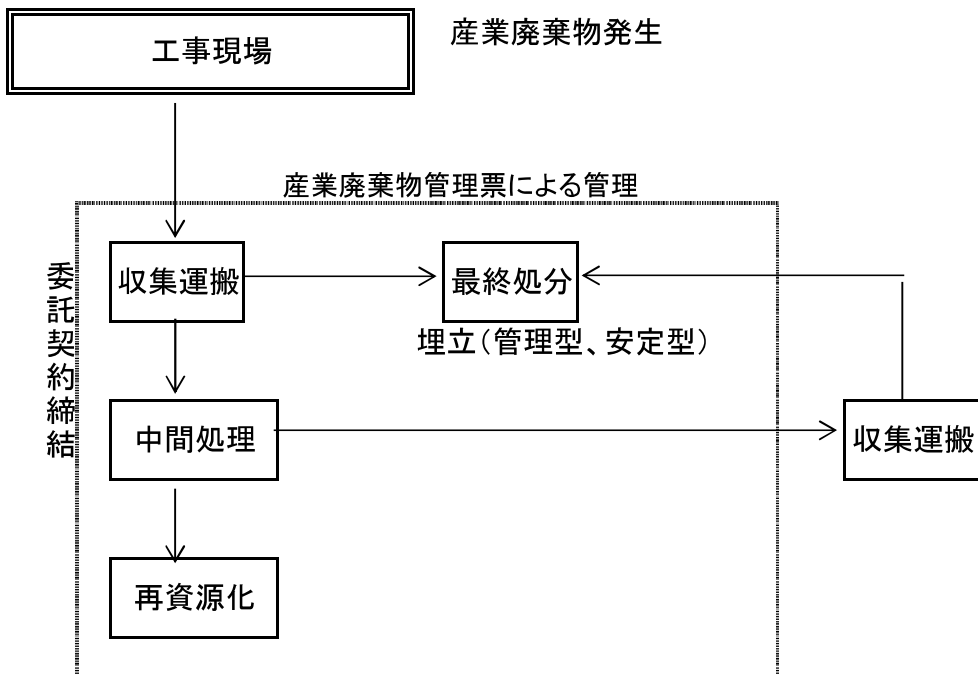 産業廃棄物発生
工事現場
産業廃棄物管理票による管理
委託契約締結
収集運搬
最終処分
埋立（管理型、安定型）
中間処理
収集運搬
再資源化